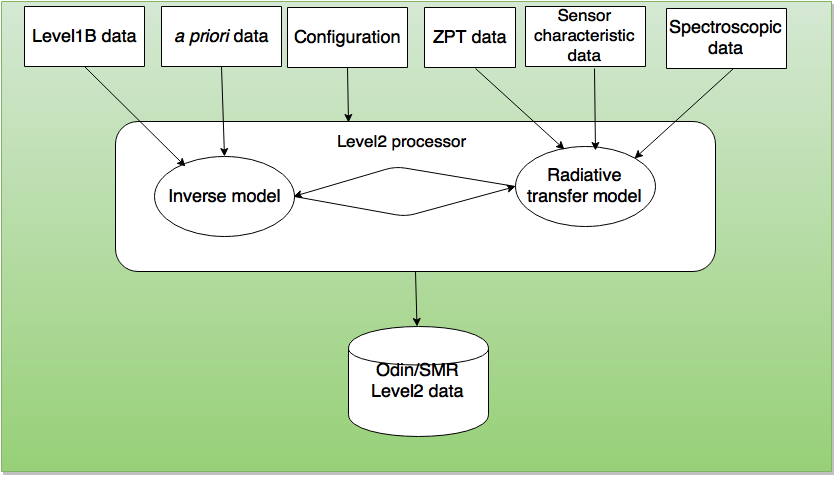 Level1B data
a priori data
Configuration
ZPT data
Sensor
characteristic
data
Spectroscopic
data
Level2 processor
Inverse model
Radiative
transfer model
Odin/SMR
Level2 data